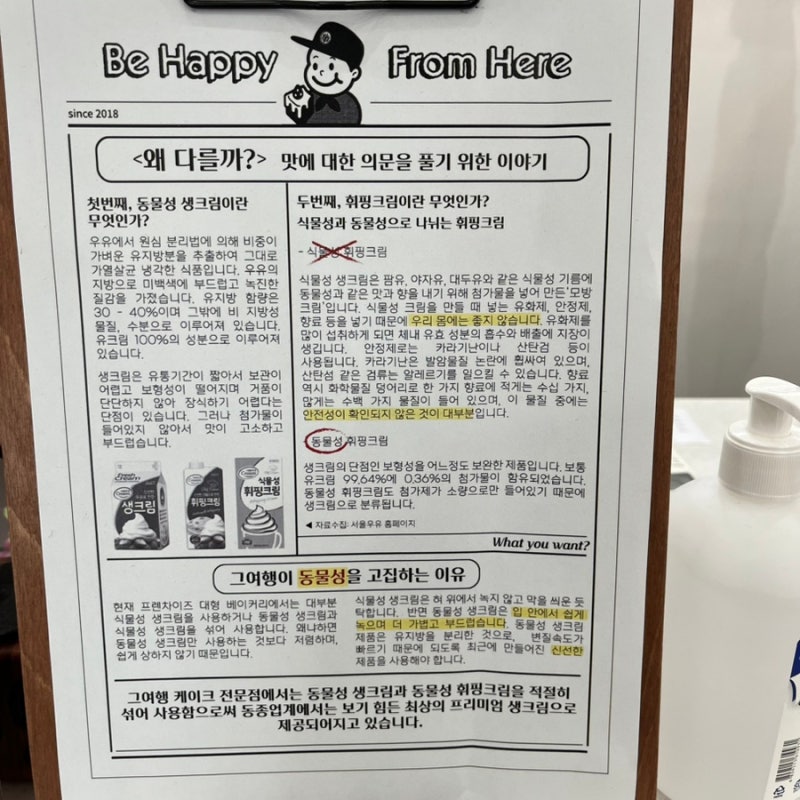 Be Happy From Here
since 2018
<왜 다를까?> 맛에 대한 의문을 풀기 위한 이야기
첫번째, 동물성 생크림이란
무엇인가?
우유에서 원심 분리법에 의해 비중이
가벼운 유지방분을 추출하여 그대로
가열살균 냉각한 식품입니다. 우유의
지방으로 미백색에 부드럽고 녹진한
질감을 가졌습니다. 유지방 함량은
30 - 40%이며 그밖에 비 지방성
물질, 수분으로 이루어져 있습니다.
유크림 100%의 성분으로 이루어져
있습니다.
생크림은 유통기간이 짧아서 보관이
어렵고 보형성이 떨어지며 거품이
단단하지 않아 장식하기 어렵다는
단점이 있습니다. 그러나 첨가물이
들어있지 않아서 맛이 고소하고
부드럽습니다.
Fresh Cream
생크림
휘핑크림
식물성
휘핑크림
두번째, 휘핑크림이란 무엇인가?
식물성과 동물성으로 나뉘는 휘핑크림
- 식물성 휘핑크림
식물성 생크림은 팜유, 야자유, 대두유와 같은 식물성 기름에
동물성과 같은 맛과 향을 내기 위해 첨가물을 넣어 만든 '모방
크림'입니다. 식물성 크림을 만들 때 넣는 유화제, 안정제,
향료 등을 넣기 때문에 우리 몸에는 좋지 않습니다. 유화제를
많이 섭취하게 되면 체내 유효 성분의 흡수와 배출에 지장이
생깁니다. 안정제로는 카라기난이나 산탄검 등이
사용됩니다. 카라기난은 발암물질 논란에 휩싸여 있으며,
산탄섬 같은 검류는 알레르기를 일으킬 수 있습니다. 향료
역시 화학물질 덩어리로 한 가지 향료에 적게는 수십 가지,
많게는 수백 가지 물질이 들어 있으며, 이 물질 중에는
안전성이 확인되지 않은 것이 대부분입니다.
- 동물성 휘핑크림
생크림의 단점인 보형성을 어느정도 보완한 제품입니다. 보통
유크림 99.64%에 0.36%의 첨가물이 함유되었습니다.
동물성 휘핑크림도 첨가제가 소량으로만 들어있기 때문에
생크림으로 분류됩니다.
◀ 자료수집: 서울우유 홈페이지
What you want?
그여행이 동물성을 고집하는 이유
현재 프랜차이즈 대형 베이커리에서는 대부분
식물성 생크림을 사용하거나 동물성 생크림과
식물성 생크림을 섞어 사용합니다. 왜냐하면
동물성 생크림만 사용하는 것보다 저렴하며,
쉽게 상하지 않기 때문입니다.
식물성 생크림은 혀 위에서 녹지 않고 막을 씌운 듯
탁합니다. 반면 동물성 생크림은 입 안에서 쉽게
녹으며 더 가볍고 부드럽습니다. 동물성 생크림
제품은 유지방을 분리한 것으로, 변질속도가
빠르기 때문에 되도록 최근에 만들어진 신선한
제품을 사용해야 합니다.
그여행 케이크 전문점에서는 동물성 생크림과 동물성 휘핑크림을 적절히
섞어 사용함으로써 동종업계에서는 보기 힘든 최상의 프리미엄 생크림으로
제공되어지고 있습니다.